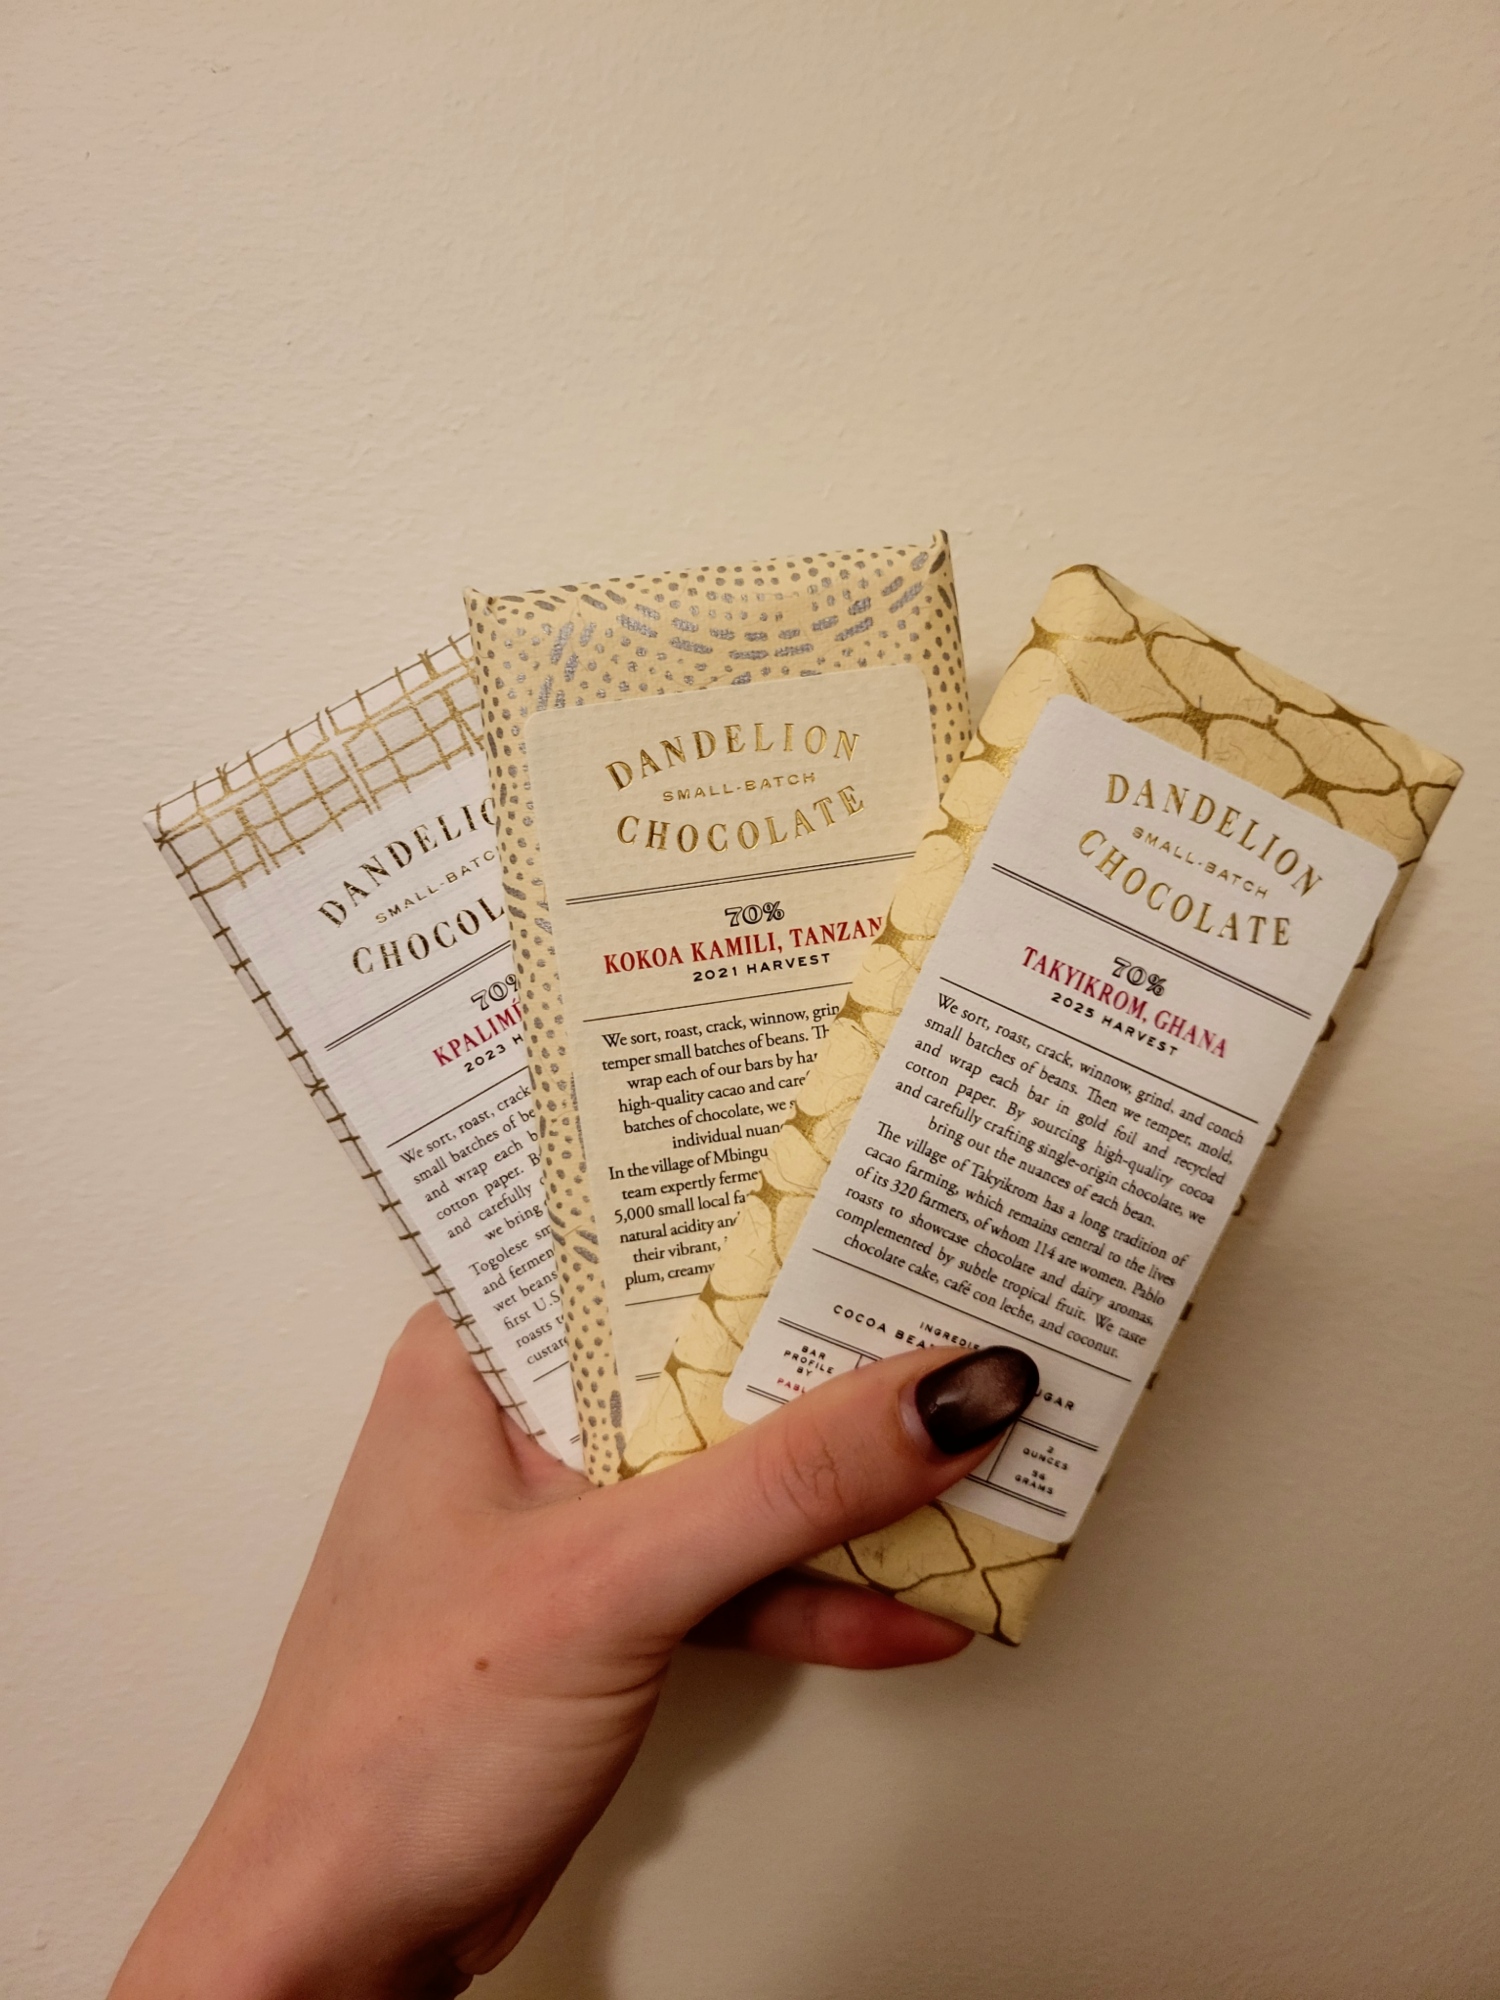 DANDELIO
SMALL-BATC
CHOCOL
70%
KPALIMÉ
2023 H
We sort, roast, crack
small batches of be
and wrap each b
cotton paper. B
and carefully
we bring
Togolese sm
and fermen
wet beans
first U.S
roasts t
custar
DANDELION
SMALL-BATCH
CHOCOLATE
70%
KOKOA KAMILI, TANZAN
2021 HARVEST
We sort, roast, crack, winnow, grin
temper small batches of beans. Th
wrap each of our bars by ha
high-quality cacao and caref
batches of chocolate, we s
individual nuan
In the village of Mbingu
team expertly ferme
5,000 small local fa
natural acidity and
their vibrant,
plum, creamy
DANDELION
SMALL-BATCH
CHOCOLATE
70%
TAKYIKROM, GHANA
2025 HARVEST
We sort, roast, crack, winnow, grind, and conch
small batches of beans. Then we temper, mold,
and wrap each bar in gold foil and recycled
cotton paper. By sourcing high-quality cocoa
and carefully crafting single-origin chocolate, we
bring out the nuances of each bean.
The village of Takyikrom has a long tradition of
cacao farming, which remains central to the lives
of its 320 farmers, of whom 114 are women. Pablo
roasts to showcase chocolate and dairy aromas,
complemented by subtle tropical fruit. We taste
chocolate cake, café con leche, and coconut.
INGREDIE
COCOA BEA
UGAR
BAR
PROFILE
BY
PABL
2
OUNCES
56
GRAMS